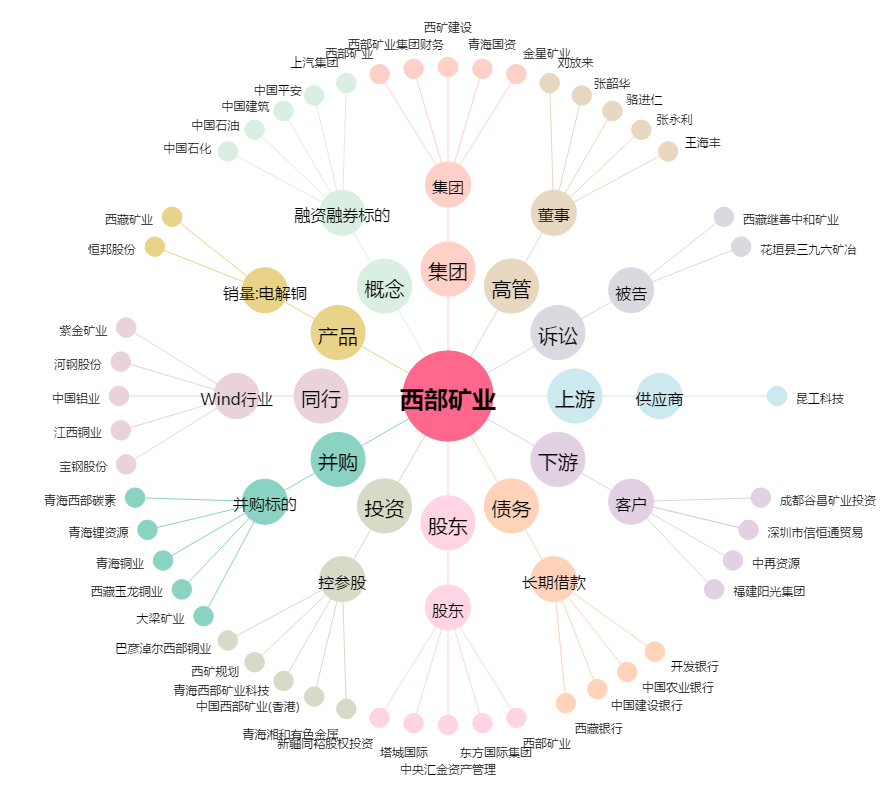 西矿建设
西部矿业集团财务
青海国资
西部矿业
金星矿业
上汽集团
刘放来
中国平安
张韶华
中国建筑
骆进仁
中国石油
张永利
中国石化
王海丰
集团
融资融券标的
董事
西藏矿业
西藏继善中和矿业
恒邦股份
花垣县三九六矿冶
集团
概念
高管
销量:电解铜
被告
紫金矿业
产品
诉讼
河钢股份
中国铝业
Wind行业
同行
西部矿业
上游
供应商
昆工科技
江西铜业
宝钢股份
并购
下游
青海西部碳素
并购标的
投资
股东
债务
客户
成都谷昌矿业投资
青海锂资源
深圳市信恒通贸易
青海铜业
中再资源
西藏玉龙铜业
控参股
长期借款
福建阳光集团
大梁矿业
股东
巴彦淖尔西部铜业
开发银行
西矿规划
中国农业银行
青海西部矿业科技
中国建设银行
中国西部矿业(香港)
西藏银行
青海湘和有色金属
新疆同裕股权投资
西部矿业
塔城国际
东方国际集团
中央汇金资产管理